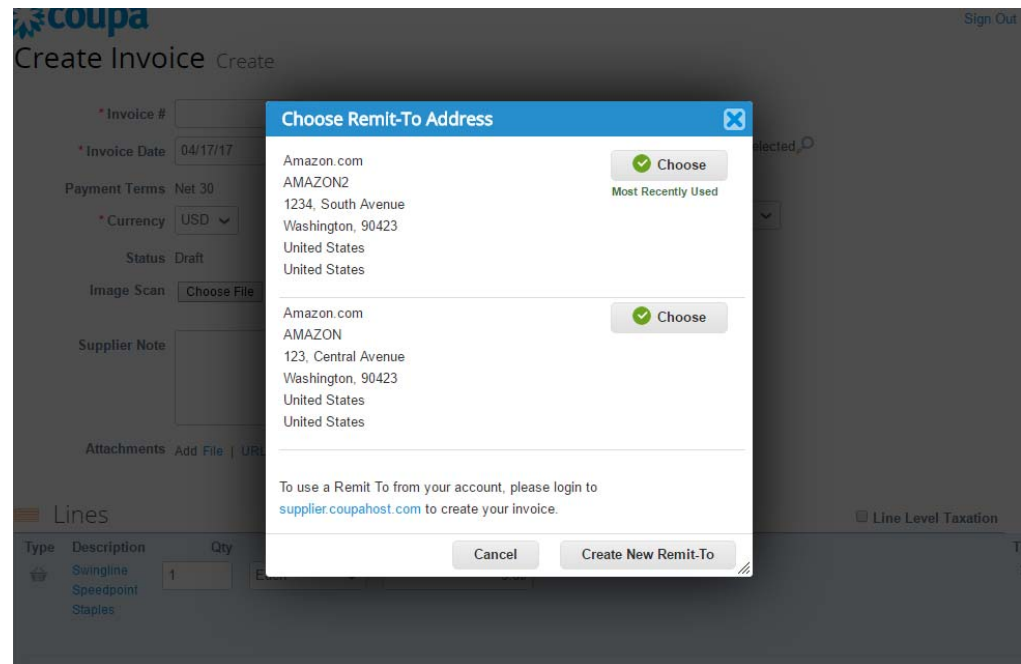 coupa
Sign Out
Create Invoice Create
* Invoice #
* Invoice Date 04/17/17
Payment Terms Net 30
* Currency USD
Status Draft
Image Scan Choose File
Supplier Note
Attachments Add File | URL
Choose Remit-To Address
Amazon.com
AMAZON2
1234, South Avenue
Washington, 90423
United States
United States
Choose
Most Recently Used
Amazon.com
AMAZON
123, Central Avenue
Washington, 90423
United States
United States
Choose
To use a Remit To from your account, please login to
supplier.coupahost.com to create your invoice.
Cancel Create New Remit-To
Lines
Line Level Taxation
Type Description Qty
Swingline
Speedpoint
Staples
1